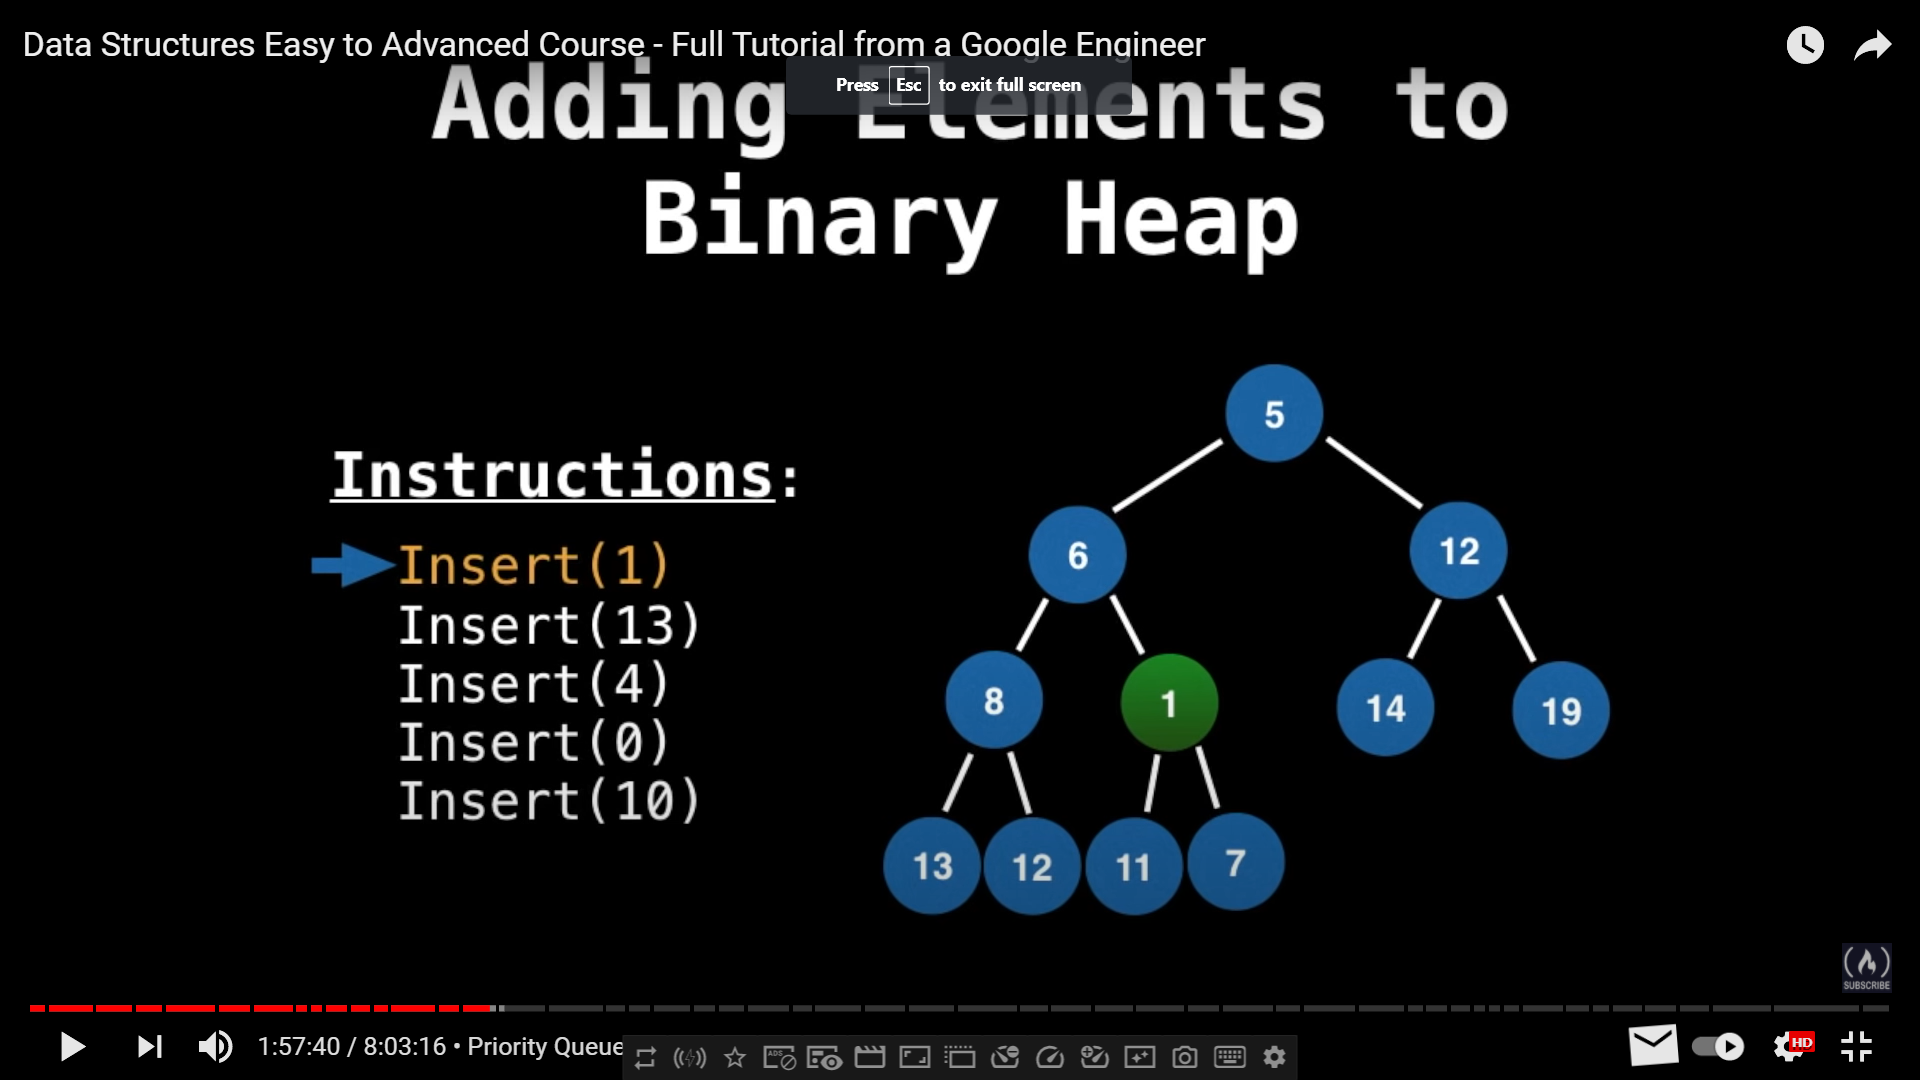 Data Structures Easy to Advanced Course - Full Tutorial from a Google Engineer
Press Esc to exit full screen
Adding Elements to
Binary Heap
Instructions:
Insert(1)
Insert(13)
Insert(4)
Insert(0)
Insert(10)
5
6
12
8
1
14
19
13
12
11
7
SUBSCRIBE
1:57:40 / 8:03:16 • Priority Queue
ADS
HD